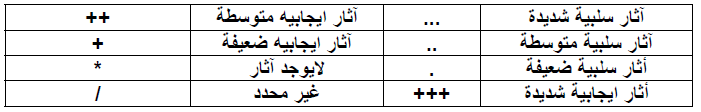 آثار سلبية شديدة ... آثار ايجابيه متوسطة ++
آثار سلبية متوسطة .. آثار ايجابيه ضعيفة +
أثار سلبية ضعيفة . لايوجد آثار *
أثار ايجابية شديدة +++ غير محدد /